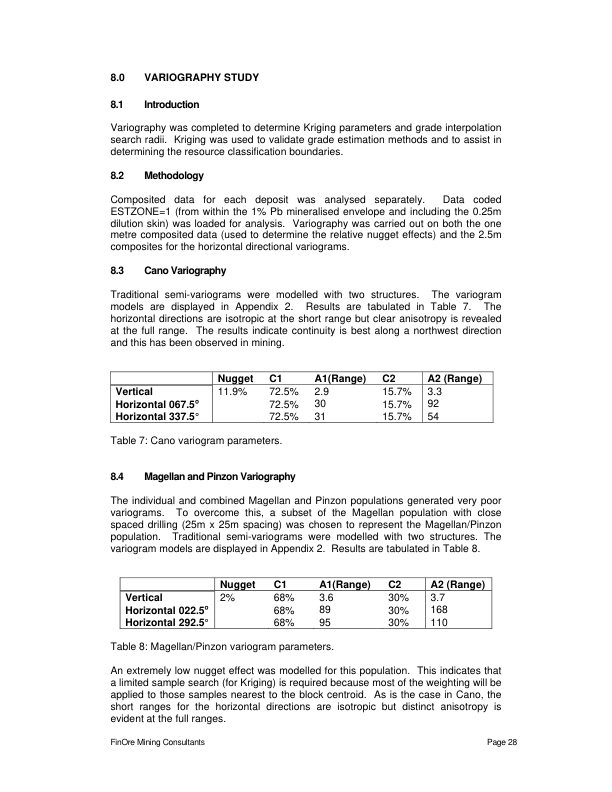 8.0 VARIOGRAPHY STUDY
8.1 Introduction
Variography was completed to determine Kriging parameters and grade interpolation
search radii. Kriging was used to validate grade estimation methods and to assist in
determining the resource classification boundaries.
8.2 Methodology
Composited data for each deposit was analysed separately. Data coded
ESTZONE=1 (from within the 1% Pb mineralised envelope and including the 0.25m
dilution skin) was loaded for analysis. Variography was carried out on both the one
metre composited data (used to determine the relative nugget effects) and the 2.5m
composites for the horizontal directional variograms.
8.3 Cano Variography
Traditional semi-variograms were modelled with two structures. The variogram
models are displayed in Appendix 2. Results are tabulated in Table 7. The
horizontal directions are isotropic at the short range but clear anisotropy is revealed
at the full range. The results indicate continuity is best along a northwest direction
and this has been observed in mining.
Nugget C1 A1(Range) C2 A2 (Range)
Vertical 11.9% 72.5% 2.9 15.7% 3.3
Horizontal 067.5° 72.5% 30 15.7% 92
Horizontal 337.5° 72.5% 31 15.7% 54
Table 7: Cano variogram parameters.
8.4 Magellan and Pinzon Variography
The individual and combined Magellan and Pinzon populations generated very poor
variograms. To overcome this, a subset of the Magellan population with close
spaced drilling (25m x 25m spacing) was chosen to represent the Magellan/Pinzon
population. Traditional semi-variograms were modelled with two structures. The
variogram models are displayed in Appendix 2. Results are tabulated in Table 8.
Nugget C1 A1(Range) C2 A2 (Range)
Vertical 2% 68% 3.6 30% 3.7
Horizontal 022.5° 68% 89 30% 168
Horizontal 292.5° 68% 95 30% 110
Table 8: Magellan/Pinzon variogram parameters.
An extremely low nugget effect was modelled for this population. This indicates that
a limited sample search (for Kriging) is required because most of the weighting will be
applied to those samples nearest to the block centroid. As is the case in Cano, the
short ranges for the horizontal directions are isotropic but distinct anisotropy is
evident at the full ranges.
FinOre Mining Consultants Page 28